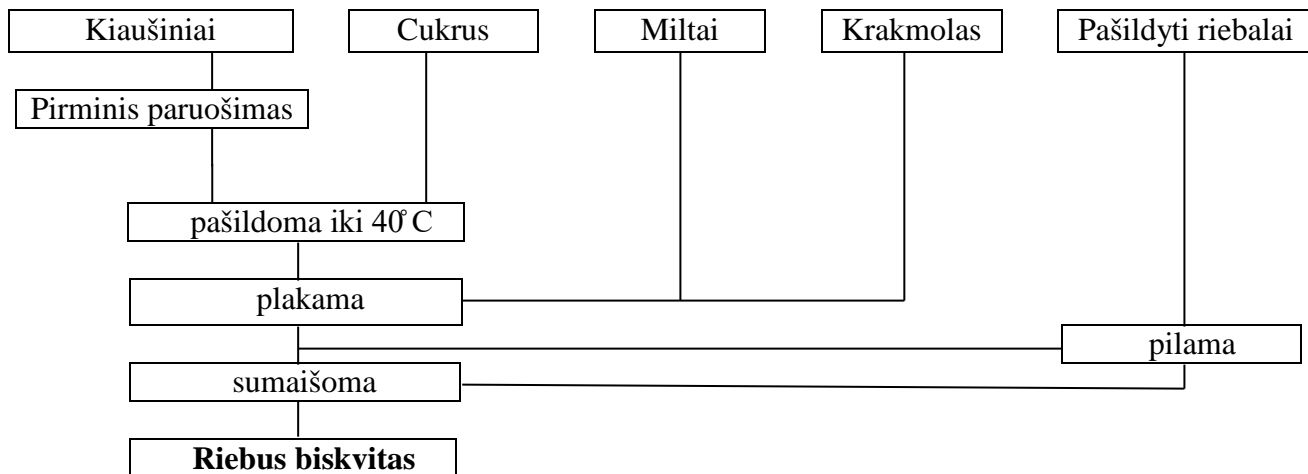 Kiaušiniai
Cukrus
Miltai
Krakmolas
Pašildyti riebalai
Pirminis paruošimas
pašildoma iki 40̊ C
plakama
pilama
sumaišoma
Riebus biskvitas